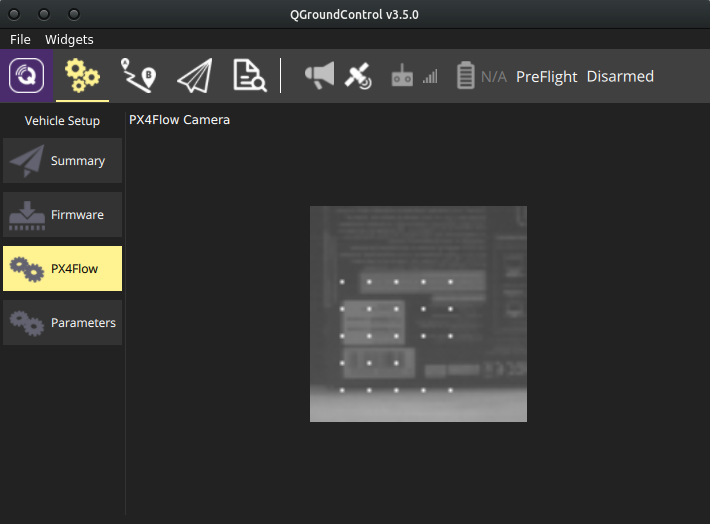 QGroundControl v3.5.0
File Widgets
N/A PreFlight Disarmed
Vehicle Setup
PX4Flow Camera
Summary
Firmware
PX4Flow
Parameters